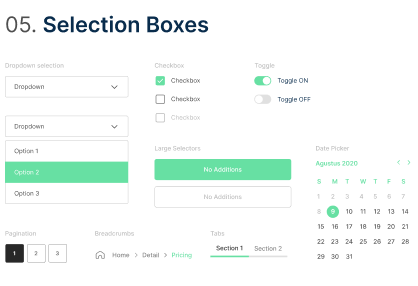 05. Selection Boxes
Dropdown selection
Dropdown
Dropdown
Option 1
Option 2
Option 3
Checkbox
Checkbox
Checkbox
Checkbox
Toggle
Toggle ON
Toggle OFF
Large Selectors
No Additions
No Additions
Date Picker
Agustus 2020
S M T W T F S
1 2 3 4 5 6 7
8 9 10 11 12 13 14
15 16 17 18 19 20 21
22 23 24 25 26 27 28
29 30 31
Pagination
1 2 3
Breadcrumbs
Home > Detail > Pricing
Tabs
Section 1 Section 2